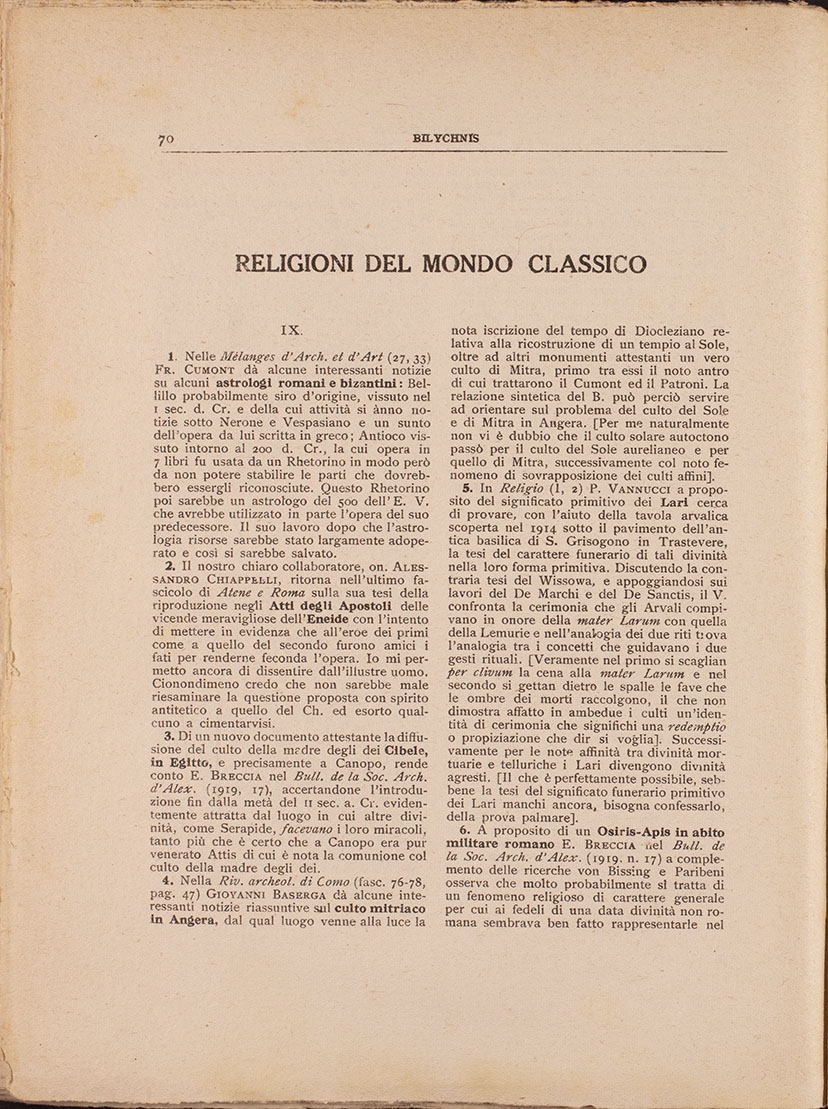 70
BILYCHNIS
RELIGIONI DEL MONDO CLASSICO
IX.
1. Nelle Mélanges d'Arch. et d'Art (27, 33)
FR. CUMONT dà alcune interessanti notizie
su alcuni astrologi romani e bizantini: Bel-
lillo probabilmente siro d'origine, vissuto nel
I sec. d. Cr. e della cui attività si ànno no-
tizie sotto Nerone e Vespasiano e un sunto
dell'opera da lui scritta in greco; Antioco vis-
suto intorno al 200 d. Cr., la cui opera in
7 libri fu usata da un Rhetorino in modo però
da non potere stabilire le parti che dovreb-
bero essergli riconosciute. Questo Rhetorino
poi sarebbe un astrologo del 500 dell'E. V.
che avrebbe utilizzato in parte l'opera del suo
predecessore. Il suo lavoro dopo che l'astro-
logia risorse sarebbe stato largamente adope-
rato e così si sarebbe salvato.
2. Il nostro chiaro collaboratore, on. ALES-
SANDRO CHIAPPELLI, ritorna nell'ultimo fa-
scicolo di Atene e Roma sulla sua tesi della
riproduzione negli Atti degli Apostoli delle
vicende meravigliose dell'Eneide con l'intento
di mettere in evidenza che all'eroe dei primi
come a quello del secondo furono amici i
fati per renderne feconda l'opera. Io mi per-
metto ancora di dissentire dall'illustre uomo.
Cionondimeno credo che non sarebbe male
riesaminare la questione proposta con spirito
antitetico a quello del Ch. ed esorto qual-
cuno a cimentarvisi.
3. Di un nuovo documento attestante la diffu-
sione del culto della madre degli dei Cibele,
in Egitto, e precisamente a Canopo, rende
conto E. BRECCIA nel Bull. de la Soc. Arch.
d'Alex. (1919, 17), accertandone l'introdu-
zione fin dalla metà del II sec. a. Cr. eviden-
temente attratta dal luogo in cui altre divi-
nità, come Serapide, facevano i loro miracoli,
tanto più che è certo che a Canopo era pur
venerato Attis di cui è nota la comunione col
culto della madre degli dei.
4. Nella Riv. archeol. di Como (fasc. 76-78,
pag. 47) GIOVANNI BASERGA dà alcune inte-
ressanti notizie riassuntive sul culto mitriaco
in Angera, dal qual luogo venne alla luce la
nota iscrizione del tempo di Diocleziano re-
lativa alla ricostruzione di un tempio al Sole,
oltre ad altri monumenti attestanti un vero
culto di Mitra, primo tra essi il noto antro
di cui trattarono il Cumont ed il Patroni. La
relazione sintetica del B. può perciò servire
ad orientare sul problema del culto del Sole
e di Mitra in Angera. [Per me naturalmente
non vi è dubbio che il culto solare autoctono
passò per il culto del Sole aurelianeo e per
quello di Mitra, successivamente col noto fe-
nomeno di sovrapposizione dei culti affini].
5. In Religio (I, 2) P. VANNUCCI a propo-
sito del significato primitivo dei Lari cerca
di provare, con l'aiuto della tavola arvalica
scoperta nel 1914 sotto il pavimento dell'an-
tica basilica di S. Grisogono in Trastevere,
la tesi del carattere funerario di tali divinità
nella loro forma primitiva. Discutendo la con-
traria tesi del Wissowa, e appoggiandosi sui
lavori del De Marchi e del De Sanctis, il V.
confronta la cerimonia che gli Arvali compi-
vano in onore della mater Larum con quella
della Lemurie e nell'analogia dei due riti trova
l'analogia tra i concetti che guidavano i due
gesti rituali. [Veramente nel primo si scaglian
per clivum la cena alla mater Larum e nel
secondo si gettan dietro le spalle le fave che
le ombre dei morti raccolgono, il che non
dimostra affatto in ambedue i culti un'iden-
tità di cerimonia che significhi una redemptio
o propiziazione che dir si voglia]. Successi-
vamente per le note affinità tra divinità mor-
tuarie e telluriche i Lari divengono divinità
agresti. [Il che è perfettamente possibile, seb-
bene la tesi del significato funerario primitivo
dei Lari manchi ancora, bisogna confessarlo,
della prova palmare].
6. A proposito di un Osiris-Apis in abito
militare romano E. BRECCIA nel Bull. de
la Soc. Arch. d'Alex. (1919. n. 17) a comple-
mento delle ricerche von Bissing e Paribeni
osserva che molto probabilmente si tratta di
un fenomeno religioso di carattere generale
per cui ai fedeli di una data divinità non ro-
mana sembrava ben fatto rappresentarle nel